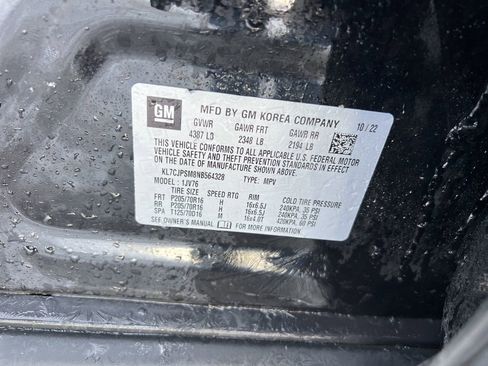 GM
MFD BY GM KOREA COMPANY 10/22
GVWR GAWR FRT GAWR RR
4387 LB 2348 LB 2194 LB
THIS VEHICLE CONFORMS TO ALL APPLICABLE U.S. FEDERAL MOTOR
VEHICLE SAFETY, BUMPER, AND THEFT PREVENTION STANDARDS IN
EFFECT ON THE DATE OF MANUFACTURE SHOWN ABOVE.
KL7CJPSM8NB564328 TYPE: MPV
MODEL: 1JV76
TIRE SIZE SPEED RTG RIM COLD TIRE PRESSURE
FRT P205/70R16 H 16x6.5J 240KPA, 35 PSI
RR P205/70R16 H 16x6.5J 240KPA, 35 PSI
SPA T125/70D16 M 16x4.0T 420KPA, 60 PSI
SEE OWNER'S MANUAL FOR MORE INFORMATION.